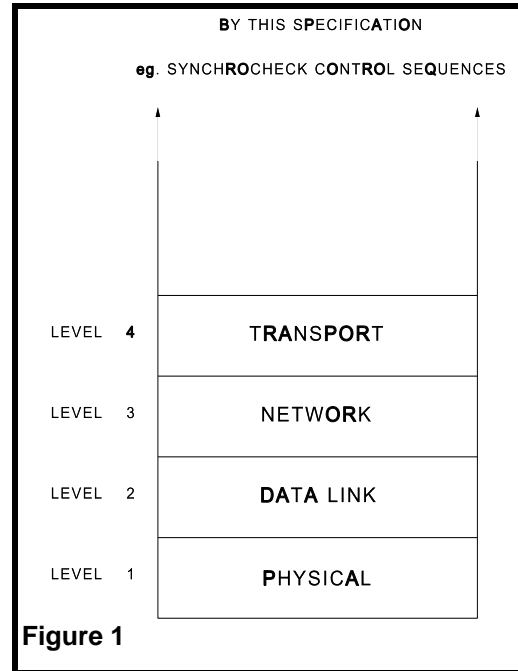 BY THIS SPECIFICATION
eg. SYNCHROCHECK CONTROL SEQUENCES
LEVEL 4 TRANSPORT
LEVEL 3 NETWORK
LEVEL 2 DATA LINK
LEVEL 1 PHYSICAL
Figure 1